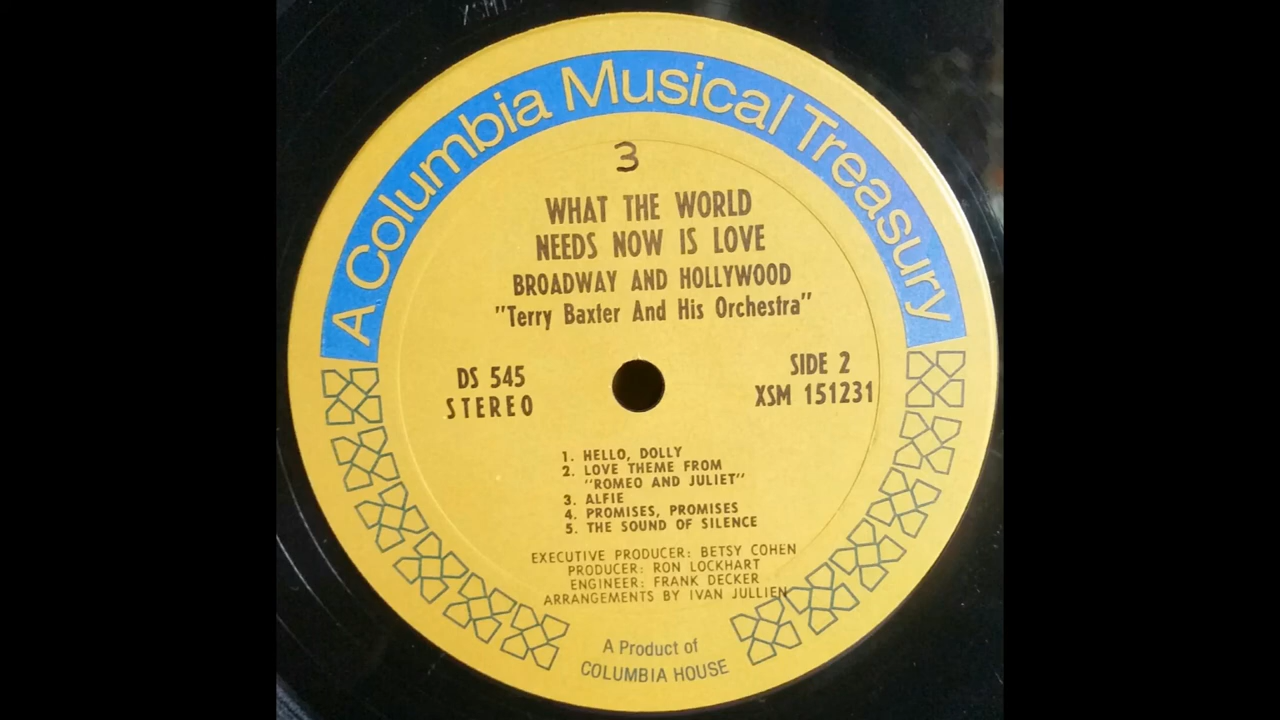 A Columbia Musical Treasury
3
WHAT THE WORLD
NEEDS NOW IS LOVE
BROADWAY AND HOLLYWOOD
"Terry Baxter And His Orchestra"
DS 545
STEREO
SIDE 2
XSM 151231
1. HELLO, DOLLY
2. LOVE THEME FROM
"ROMEO AND JULIET"
3. ALFIE
4. PROMISES, PROMISES
5. THE SOUND OF SILENCE
EXECUTIVE PRODUCER: BETSY COHEN
PRODUCER: RON LOCKHART
ENGINEER: FRANK DECKER
ARRANGEMENTS BY IVAN JULLIEN
A Product of
COLUMBIA HOUSE